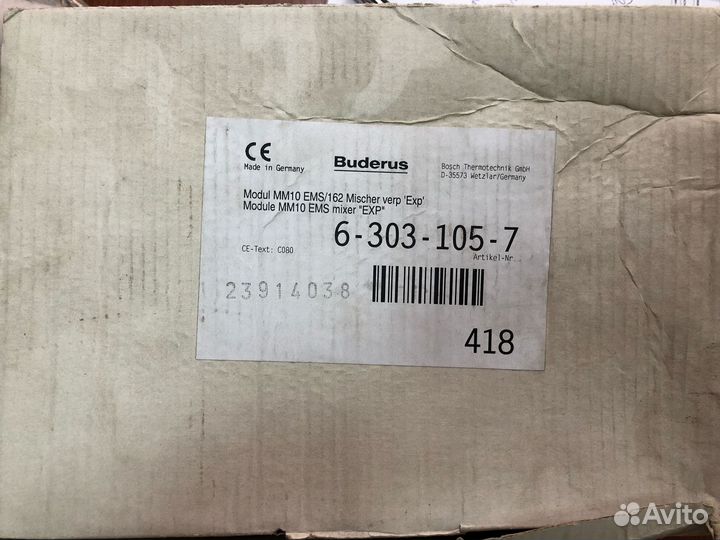 CE
Made in Germany
Buderus
Bosch Thermotechnik GmbH
D-35573 Wetzlar/Germany
Modul MM10 EMS/162 Mischer verp 'Exp'
Module MM10 EMS mixer "EXP"
6-303-105-7
CE-Text: C080
Artikel-Nr.
23914038
418
Avito